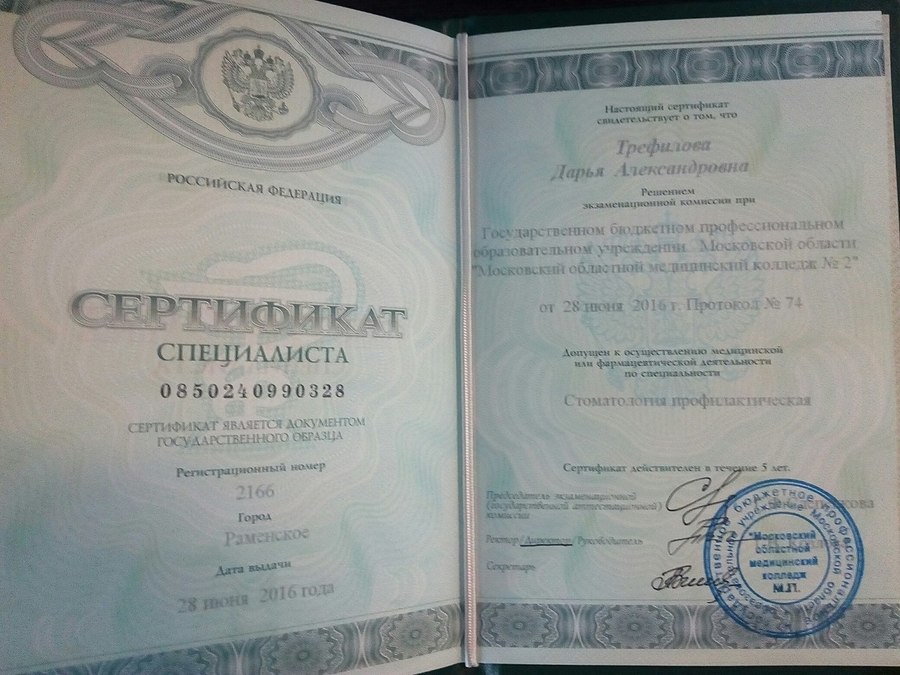 РОССИЙСКАЯ ФЕДЕРАЦИЯ
СЕРТИФИКАТ
СПЕЦИАЛИСТА
0850240990328
СЕРТИФИКАТ ЯВЛЯЕТСЯ ДОКУМЕНТОМ
ГОСУДАРСТВЕННОГО ОБРАЗЦА
Регистрационный номер
2166
Город
Раменское
Дата выдачи
28 июня 2016 года
Настоящий сертификат
свидетельствует о том, что
Трефилова
Дарья Александровна
Решением
экзаменационной комиссии при
Государственном бюджетном профессиональном
образовательном учреждении Московской области
"Московский областной медицинский колледж № 2"
от 28 июня 2016 г. Протокол № 74
Допущен к осуществлению медицинской
или фармацевтической деятельности
по специальности
Стоматология профилактическая
Сертификат действителен в течение 5 лет.
Председатель экзаменационной
(государственной аттестационной)
комиссии
Ректор/Директор/Руководитель
Секретарь
"Московский
областной
медицинский
колледж